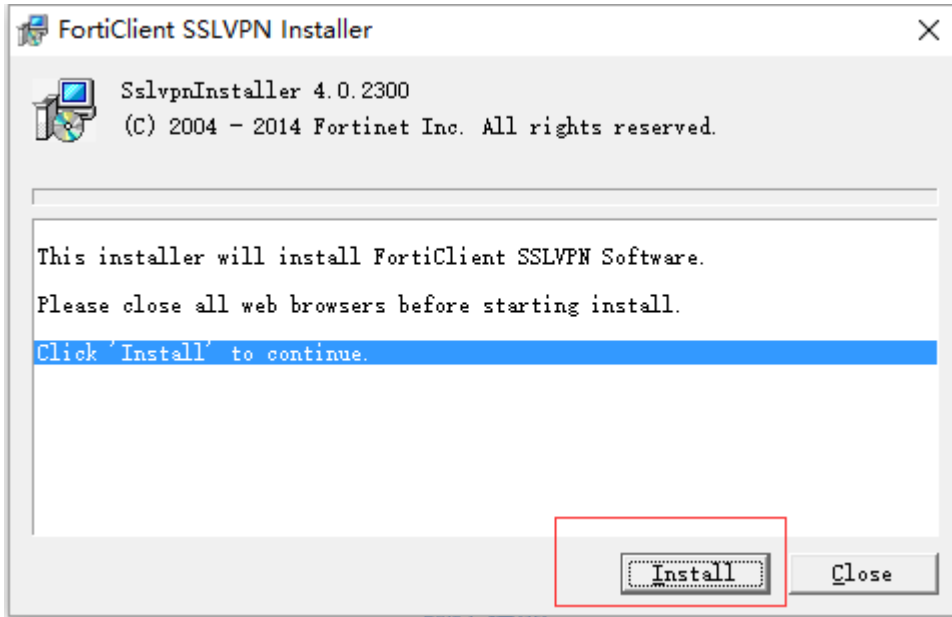 FortiClient SSLVPN Installer
SslvpnInstaller 4.0.2300
(C) 2004 - 2014 Fortinet Inc. All rights reserved.
This installer will install FortiClient SSLVPN Software.
Please close all web browsers before starting install.
Click 'Install' to continue.
Install
Close